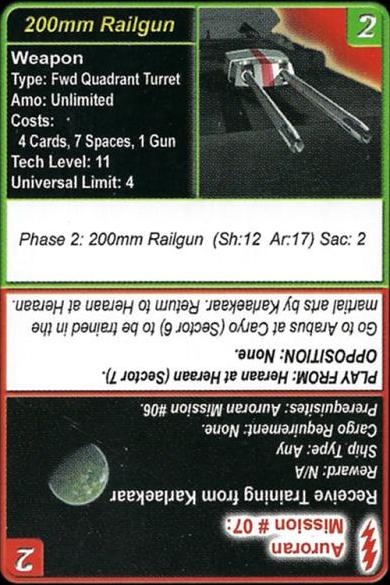 200mm Railgun
2
Weapon
Type: Fwd Quadrant Turret
Amo: Unlimited
Costs:
4 Cards, 7 Spaces, 1 Gun
Tech Level: 11
Universal Limit: 4
Phase 2: 200mm Railgun (Sh:12 Ar:17) Sac: 2
2
Auroran
Mission # 07:
Receive Training from Karlaekaar
Reward: N/A
Ship Type: Any
Cargo Requirement: None.
Prerequisites: Auroran Mission #06.
PLAY FROM: Heraan at Heraan (Sector 7).
OPPOSITION: None.
Go to Arabus at Caryo (Sector 6) to be trained in the
martial arts by Karlaekaar. Return to Heraan at Heraan.